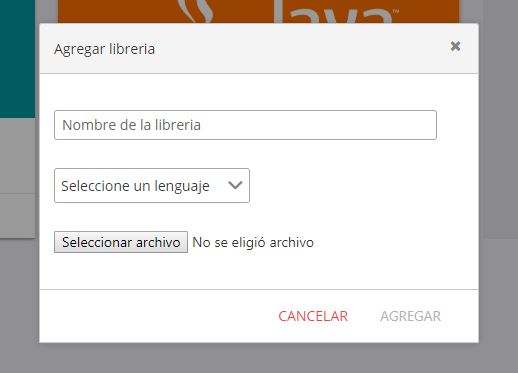 Java™
Agregar libreria
Nombre de la libreria
Seleccione un lenguaje
Seleccionar archivo No se eligió archivo
CANCELAR AGREGAR